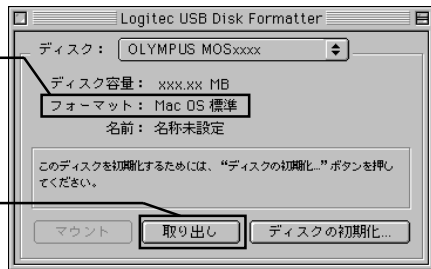 Logitec USB Disk Formatter
ディスク： OLYMPUS MOSxxxx
ディスク容量： xxx.xx MB
フォーマット： Mac OS 標準
名前： 名称未設定
このディスクを初期化するためには、“ディスクの初期化...”ボタンを押し
てください。
マウント 取り出し ディスクの初期化...